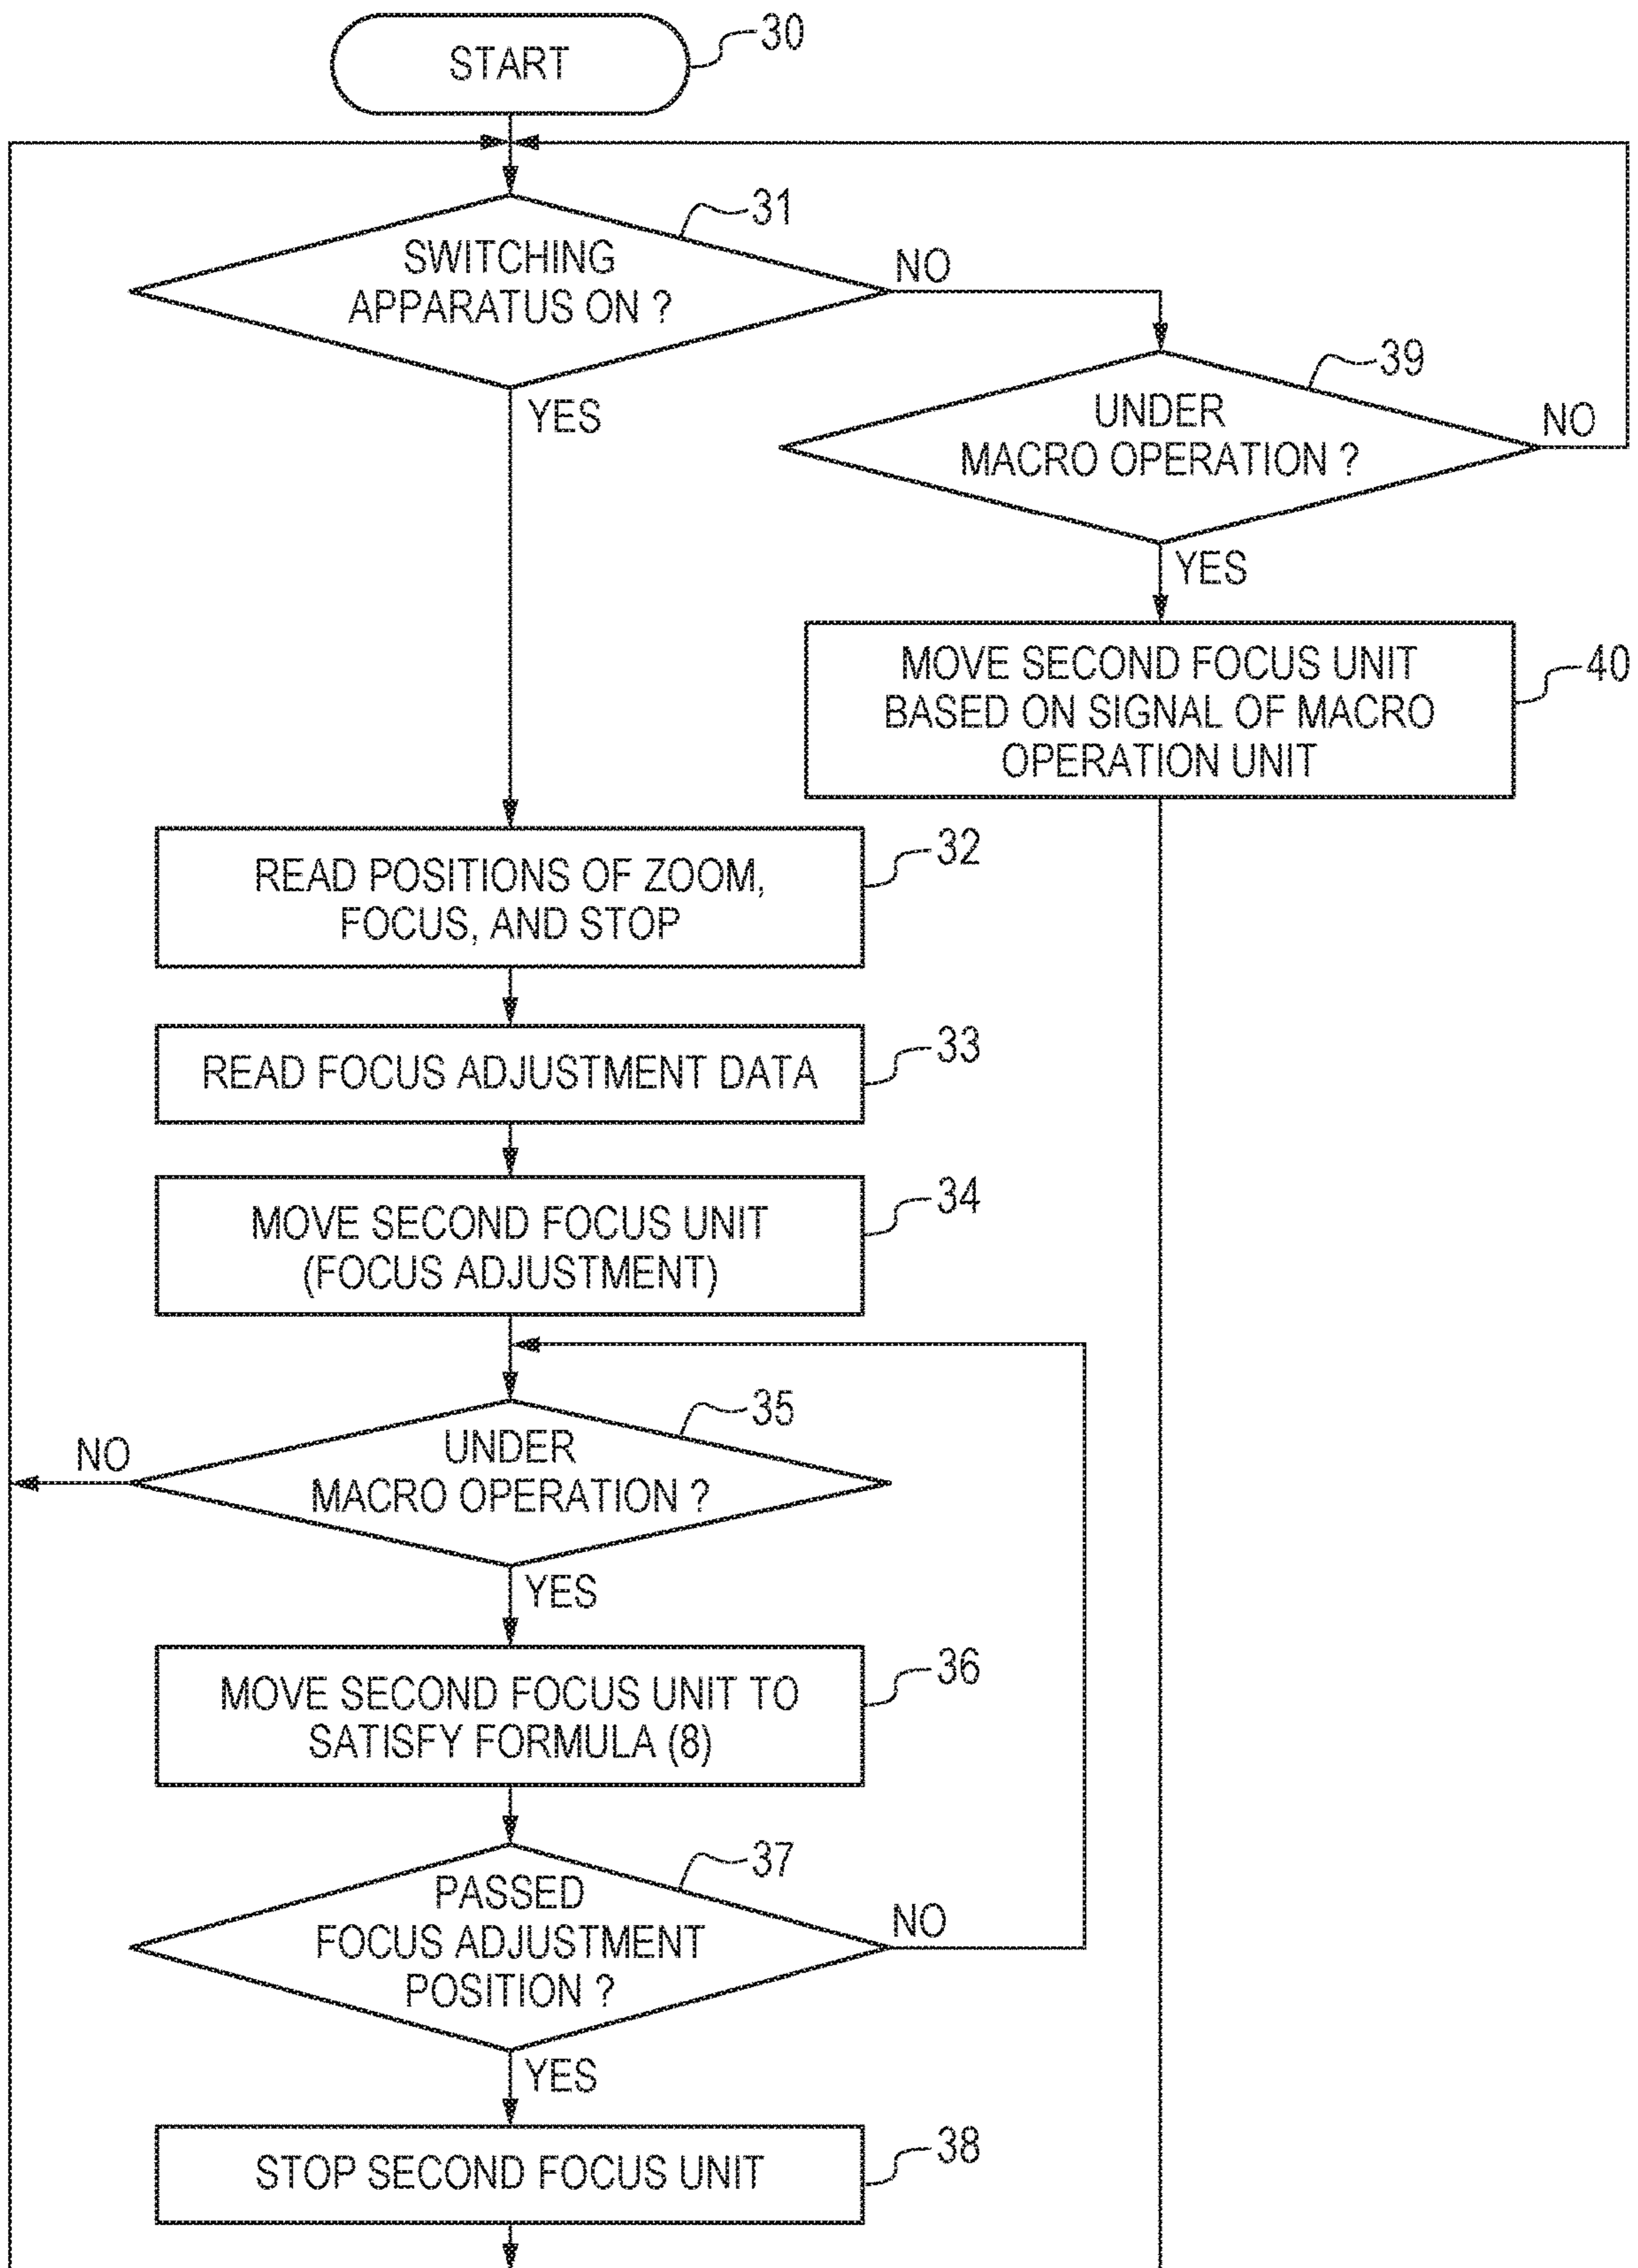 START
30
SWITCHING
APPARATUS ON ?
31
NO
YES
UNDER
MACRO OPERATION ?
39
NO
YES
MOVE SECOND FOCUS UNIT
BASED ON SIGNAL OF MACRO
OPERATION UNIT
40
READ POSITIONS OF ZOOM,
FOCUS, AND STOP
32
READ FOCUS ADJUSTMENT DATA
33
MOVE SECOND FOCUS UNIT
(FOCUS ADJUSTMENT)
34
UNDER
MACRO OPERATION ?
35
NO
YES
MOVE SECOND FOCUS UNIT TO
SATISFY FORMULA (8)
36
PASSED
FOCUS ADJUSTMENT
POSITION ?
37
NO
YES
STOP SECOND FOCUS UNIT
38